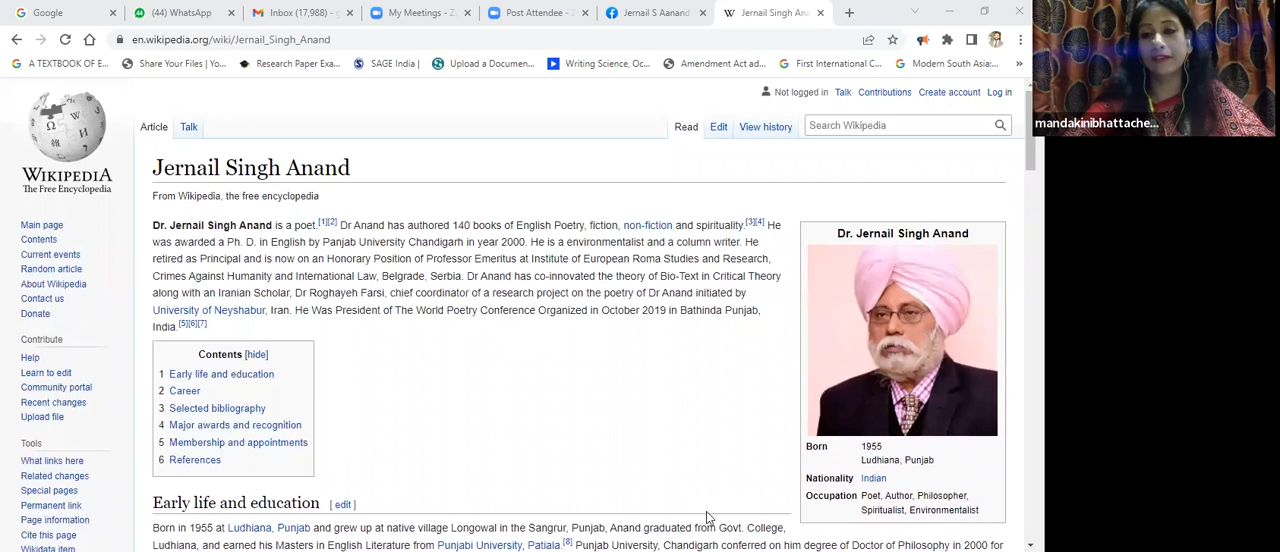 Google
(44) WhatsApp
Inbox (17,988) -
My Meetings - Z
Post Attendee - Z
Jernail S Aanand
Jernail Singh Ana
en.wikipedia.org/wiki/Jernail_Singh_Anand
A TEXTBOOK OF E...
Share Your Files | Yo...
Research Paper Exa...
SAGE India |
Upload a Documen...
Writing Science, Oc...
Amendment Act ad...
First International C...
Modern South Asia:...
mandakinibhattache...
Not logged in Talk Contributions Create account Log in
Article Talk
Read Edit View history
Search Wikipedia
WIKIPEDIA
The Free Encyclopedia
Main page
Contents
Current events
Random article
About Wikipedia
Contact us
Donate
Contribute
Help
Learn to edit
Community portal
Recent changes
Upload file
Tools
What links here
Related changes
Special pages
Permanent link
Page information
Cite this page
Wikidata item
Jernail Singh Anand
From Wikipedia, the free encyclopedia
Dr. Jernail Singh Anand is a poet.[1][2] Dr Anand has authored 140 books of English Poetry, fiction, non-fiction and spirituality.[3][4] He
was awarded a Ph. D. in English by Panjab University Chandigarh in year 2000. He is a environmentalist and a column writer. He
retired as Principal and is now on an Honorary Position of Professor Emeritus at Institute of European Roma Studies and Research,
Crimes Against Humanity and International Law, Belgrade, Serbia. Dr Anand has co-innovated the theory of Bio-Text in Critical Theory
along with an Iranian Scholar, Dr Roghayeh Farsi, chief coordinator of a research project on the poetry of Dr Anand initiated by
University of Neyshabur, Iran. He Was President of The World Poetry Conference Organized in October 2019 in Bathinda Punjab,
India.[5][6][7]
Contents [hide]
1 Early life and education
2 Career
3 Selected bibliography
4 Major awards and recognition
5 Membership and appointments
6 References
Early life and education [ edit ]
Born in 1955 at Ludhiana, Punjab and grew up at native village Longowal in the Sangrur, Punjab, Anand graduated from Govt. College,
Ludhiana, and earned his Masters in English Literature from Punjabi University, Patiala.[8] Punjab University, Chandigarh conferred on him degree of Doctor of Philosophy in 2000 for
Dr. Jernail Singh Anand
Born 1955
Ludhiana, Punjab
Nationality Indian
Occupation Poet, Author, Philosopher,
Spiritualist, Environmentalist